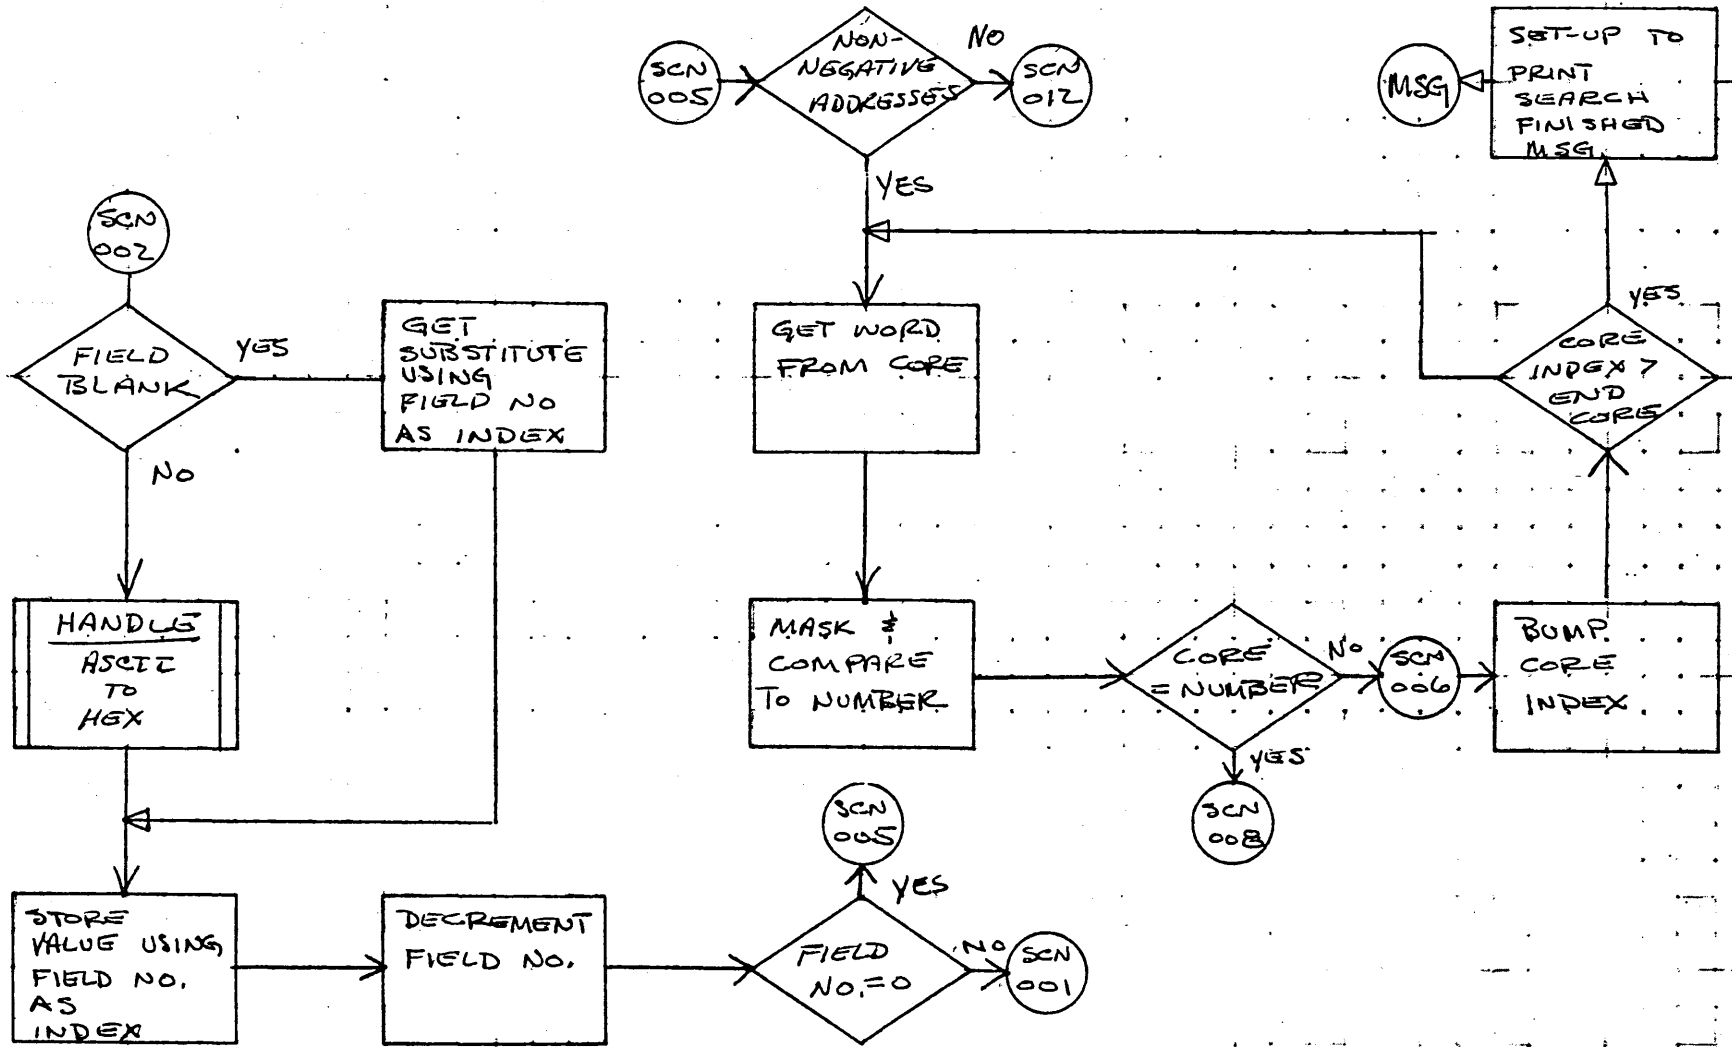 SCN
002
FIELD
BLANK
YES
NO
GET
SUBSTITUTE
USING
FIELD NO
AS INDEX
HANDLE
ASCII
TO
HEX
STORE
VALUE USING
FIELD NO.
AS
INDEX
DECREMENT
FIELD NO.
FIELD
NO.=0
YES
SCN
005
NO
SCN
001
SCN
005
NON-
NEGATIVE
ADDRESSES
NO
SCN
012
YES
GET WORD
FROM CORE
MASK &
COMPARE
TO NUMBER
CORE
= NUMBER
NO
SCN
006
YES
SCN
008
BUMP
CORE
INDEX
CORE
INDEX >
END
CORE
YES
SET-UP TO
PRINT
SEARCH
FINISHED
MSG
MSG